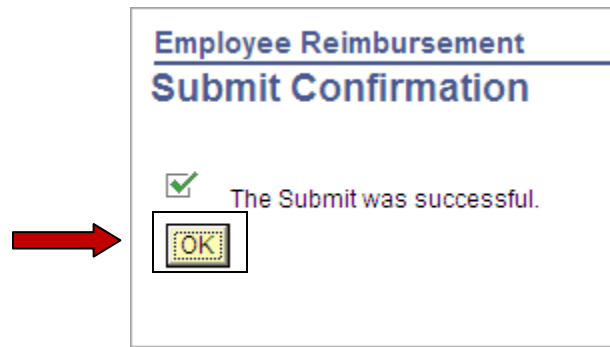 Employee Reimbursement
Submit Confirmation
The Submit was successful.
OK